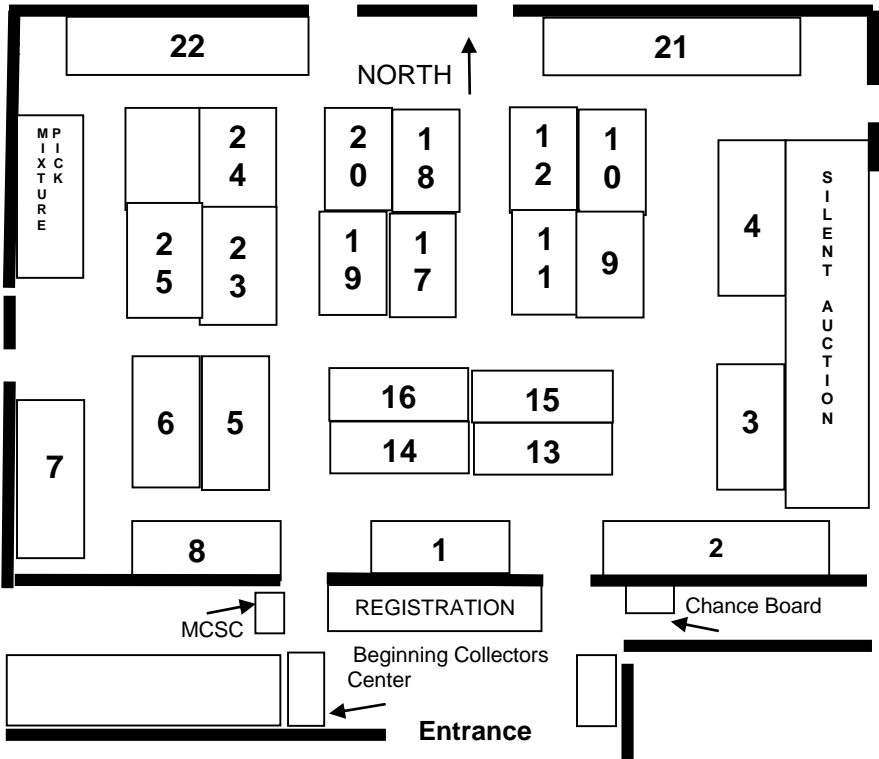 22
21
NORTH
MIXTURE
PICK
24
20
18
12
10
SILENT AUCTION
4
25
23
19
17
11
9
6
5
16
15
14
13
3
7
8
1
2
REGISTRATION
Chance Board
MCSC
Beginning Collectors
Center
Entrance